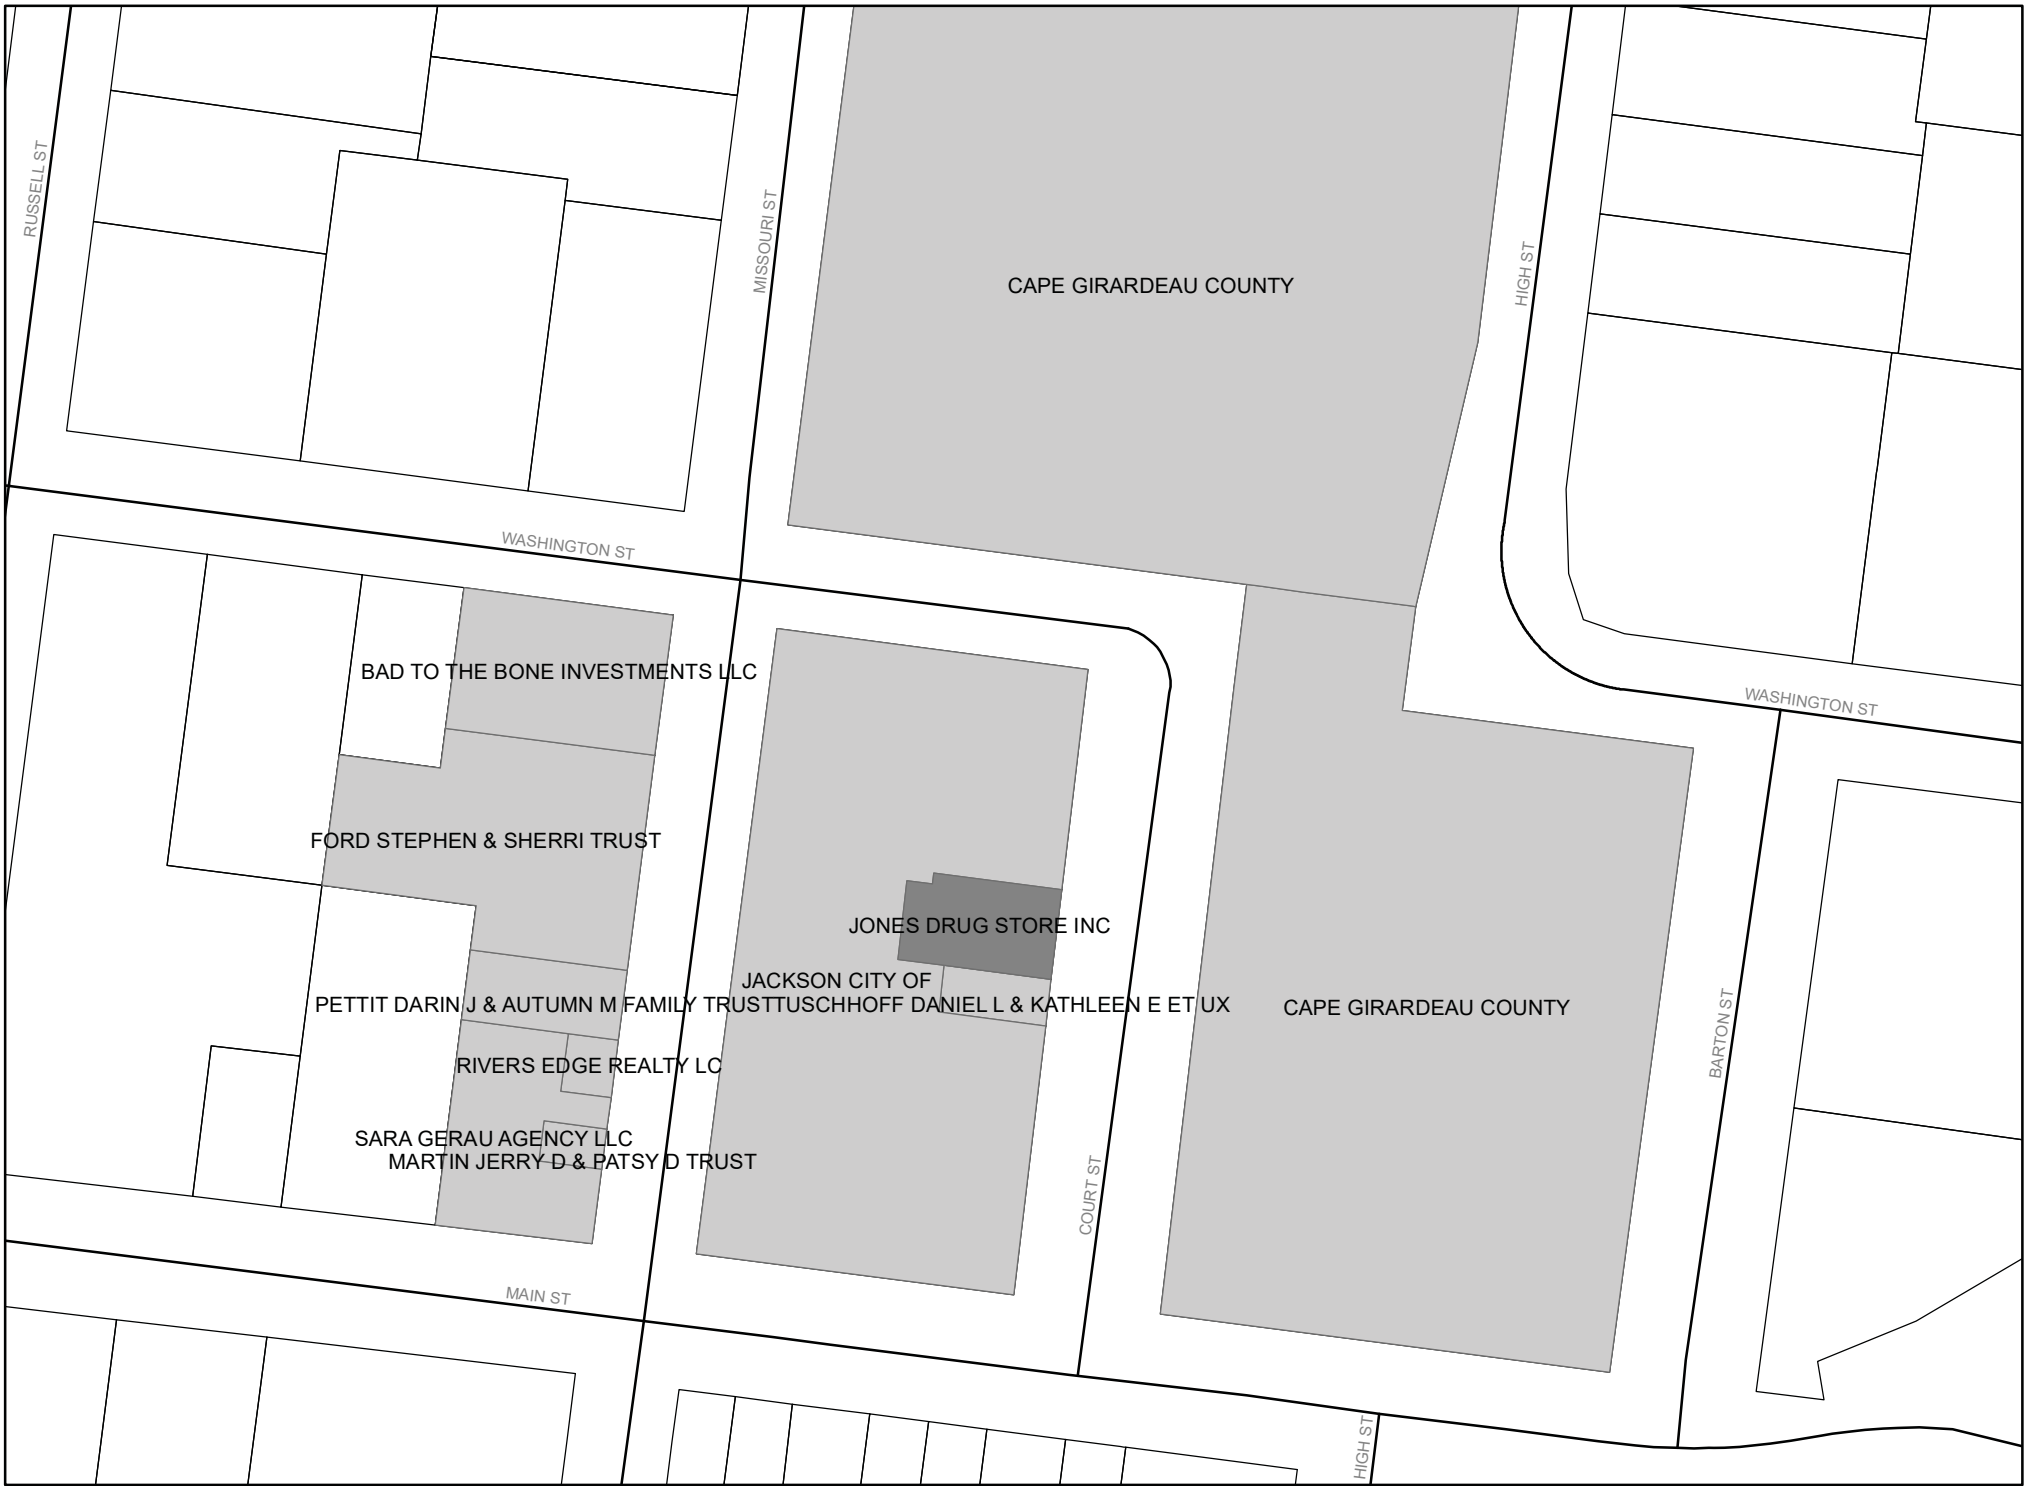 RUSSELL ST
MISSOURI ST
HIGH ST
CAPE GIRARDEAU COUNTY
WASHINGTON ST
BAD TO THE BONE INVESTMENTS LLC
WASHINGTON ST
FORD STEPHEN & SHERRI TRUST
JONES DRUG STORE INC
JACKSON CITY OF
PETTIT DARIN J & AUTUMN M FAMILY TRUST
TUSCHHOFF DANIEL L & KATHLEEN E ET UX
CAPE GIRARDEAU COUNTY
BARTON ST
RIVERS EDGE REALTY LC
SARA GERAU AGENCY LLC
MARTIN JERRY D & PATSY D TRUST
COURT ST
MAIN ST
HIGH ST